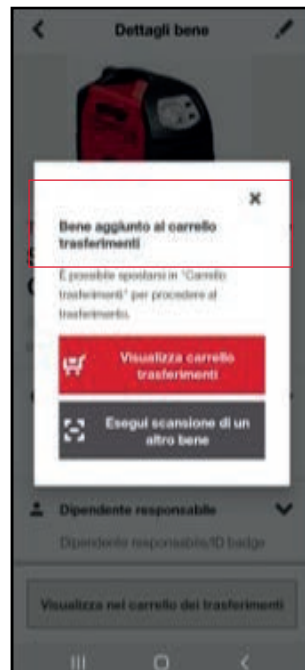 Dettagli bene
Bene aggiunto al carrello
trasferimenti
È possibile spostarsi in "Carrello
trasferimenti" per procedere al
trasferimento.
Visualizza carrello
trasferimenti
Esegui scansione di un
altro bene
Dipendente responsabile
Dipendente responsabile/ID badge
Visualizza nel carrello dei trasferimenti